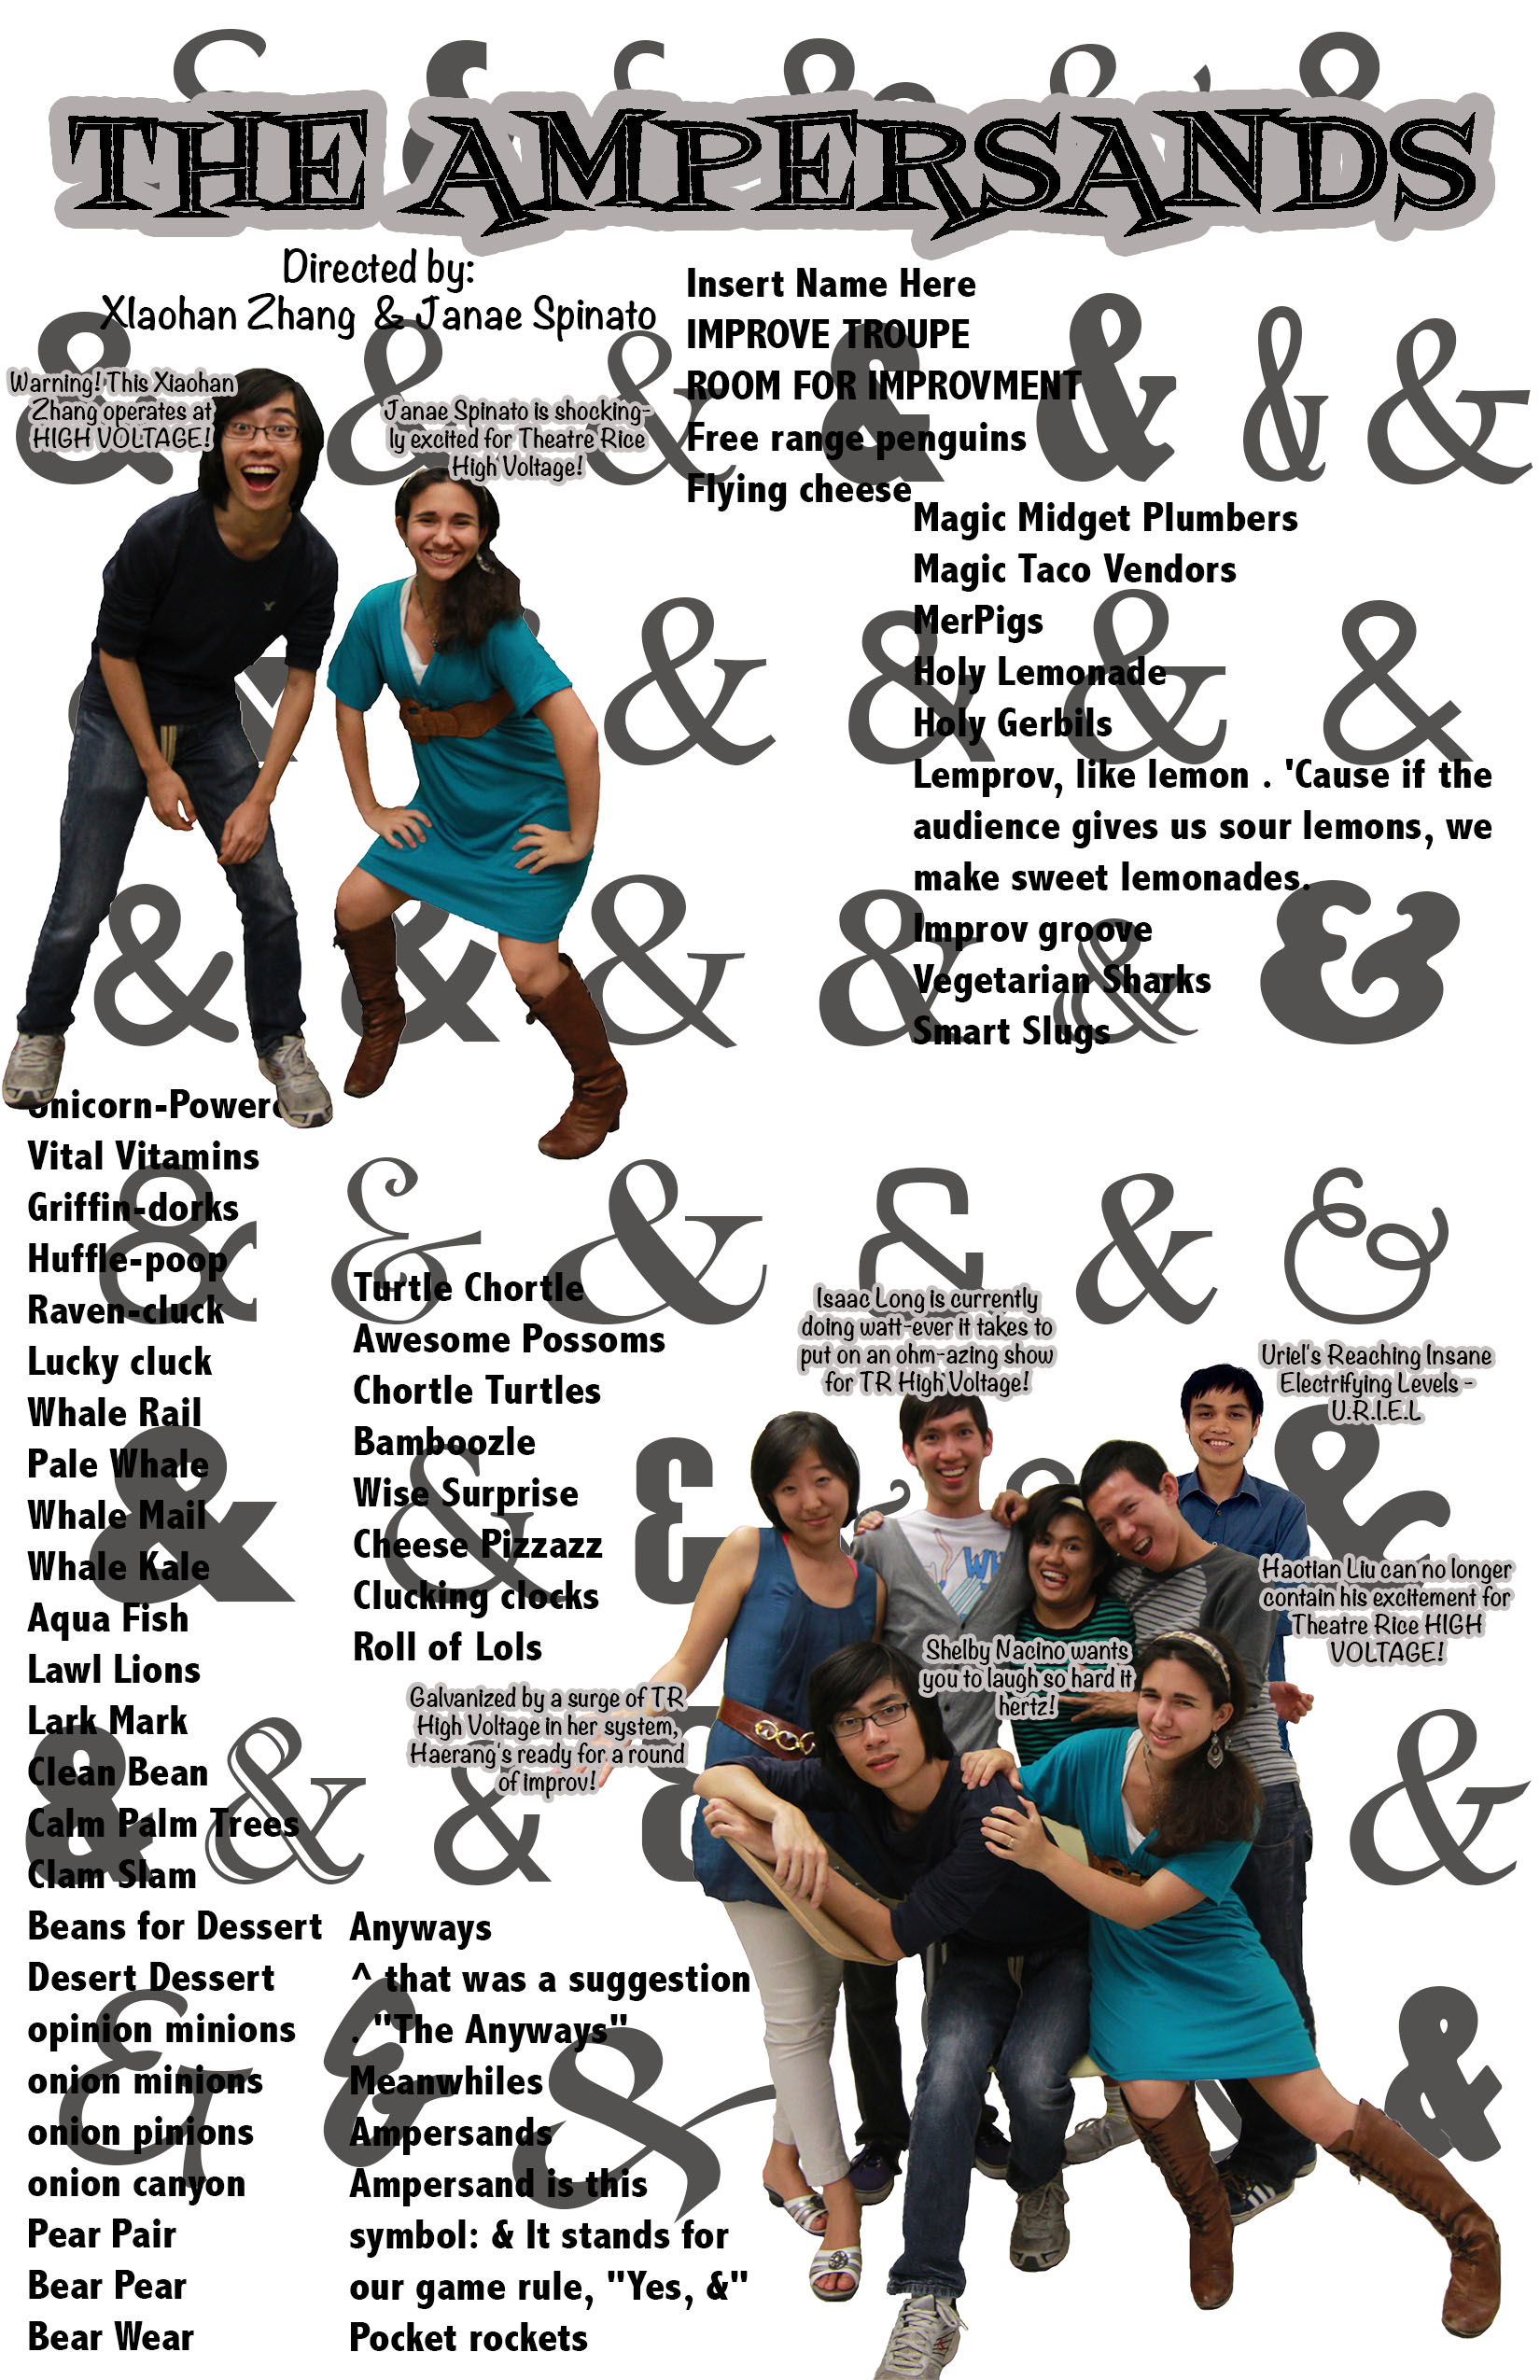 THE AMPERSANDS
Directed by:
XIaohan Zhang & Janae Spinato
Warning! This Xiaohan
Zhang operates at
HIGH VOLTAGE!
Janae Spinato is shocking-
ly excited for Theatre Rice
High Voltage!
Insert Name Here
IMPROVE TROUPE
ROOM FOR IMPROVMENT
Free range penguins
Flying cheese
Magic Midget Plumbers
Magic Taco Vendors
MerPigs
Holy Lemonade
Holy Gerbils
Lemprov, like lemon . 'Cause if the
audience gives us sour lemons, we
make sweet lemonades.
Improv groove
Vegetarian Sharks
Smart Slugs
Unicorn-Powere
Vital Vitamins
Griffin-dorks
Huffle-poop
Raven-cluck
Lucky cluck
Whale Rail
Pale Whale
Whale Mail
Whale Kale
Aqua Fish
Lawl Lions
Lark Mark
Clean Bean
Calm Palm Trees
Clam Slam
Beans for Dessert
Desert Dessert
opinion minions
onion minions
onion pinions
onion canyon
Pear Pair
Bear Pear
Bear Wear
Turtle Chortle
Awesome Possoms
Chortle Turtles
Bamboozle
Wise Surprise
Cheese Pizzazz
Clucking clocks
Roll of Lols
Galvanized by a surge of TR
High Voltage in her system,
Haerang's ready for a round
of improv!
Anyways
^ that was a suggestion
. "The Anyways"
Meanwhiles
Ampersands
Ampersand is this
symbol: & It stands for
our game rule, "Yes, &"
Pocket rockets
Isaac Long is currently
doing watt-ever it takes to
put on an ohm-azing show
for TR High Voltage!
Uriel's Reaching Insane
Electrifying Levels -
U.R.I.E.L
Haotian Liu can no longer
contain his excitement for
Theatre Rice HIGH
VOLTAGE!
Shelby Nacino wants
you to laugh so hard it
hertz!